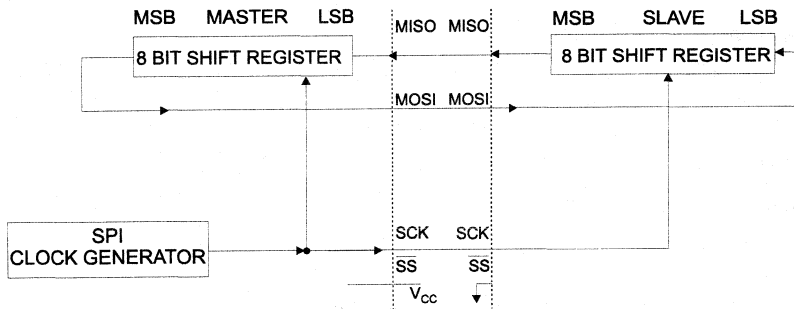 MSB MASTER LSB
MISO MISO
MSB SLAVE LSB
8 BIT SHIFT REGISTER
8 BIT SHIFT REGISTER
MOSI MOSI
SPI
CLOCK GENERATOR
SCK SCK
SS SS
VCC